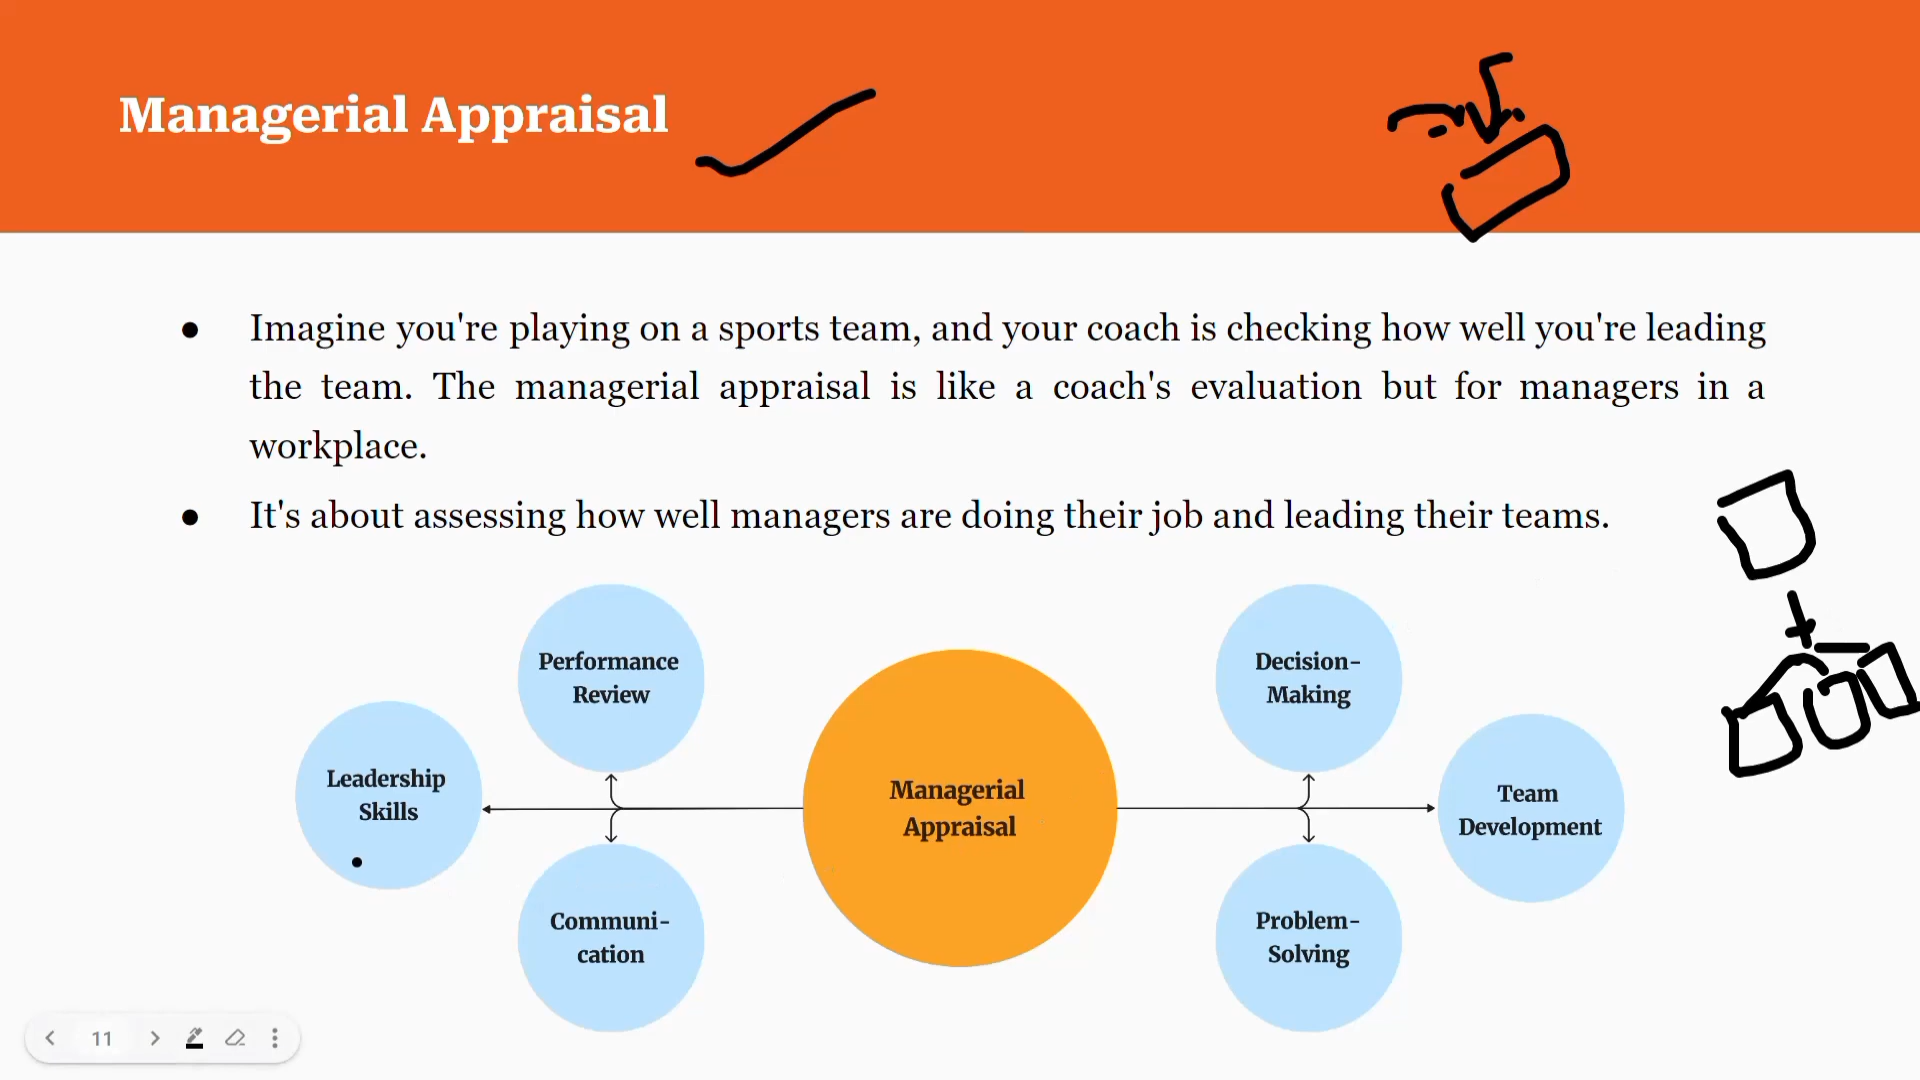 Managerial Appraisal
● Imagine you're playing on a sports team, and your coach is checking how well you're leading
the team. The managerial appraisal is like a coach's evaluation but for managers in a
workplace.
● It's about assessing how well managers are doing their job and leading their teams.
Performance
Review
Leadership
Skills
Communi-
cation
Managerial
Appraisal
Decision-
Making
Team
Development
Problem-
Solving
11